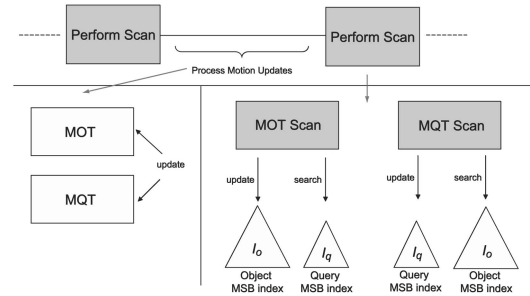 Perform Scan
Perform Scan
Process Motion Updates
MOT
MQT
update
MOT Scan
MQT Scan
update
search
update
search
Io
Iq
Iq
Io
Object
MSB index
Query
MSB index
Query
MSB index
Object
MSB index